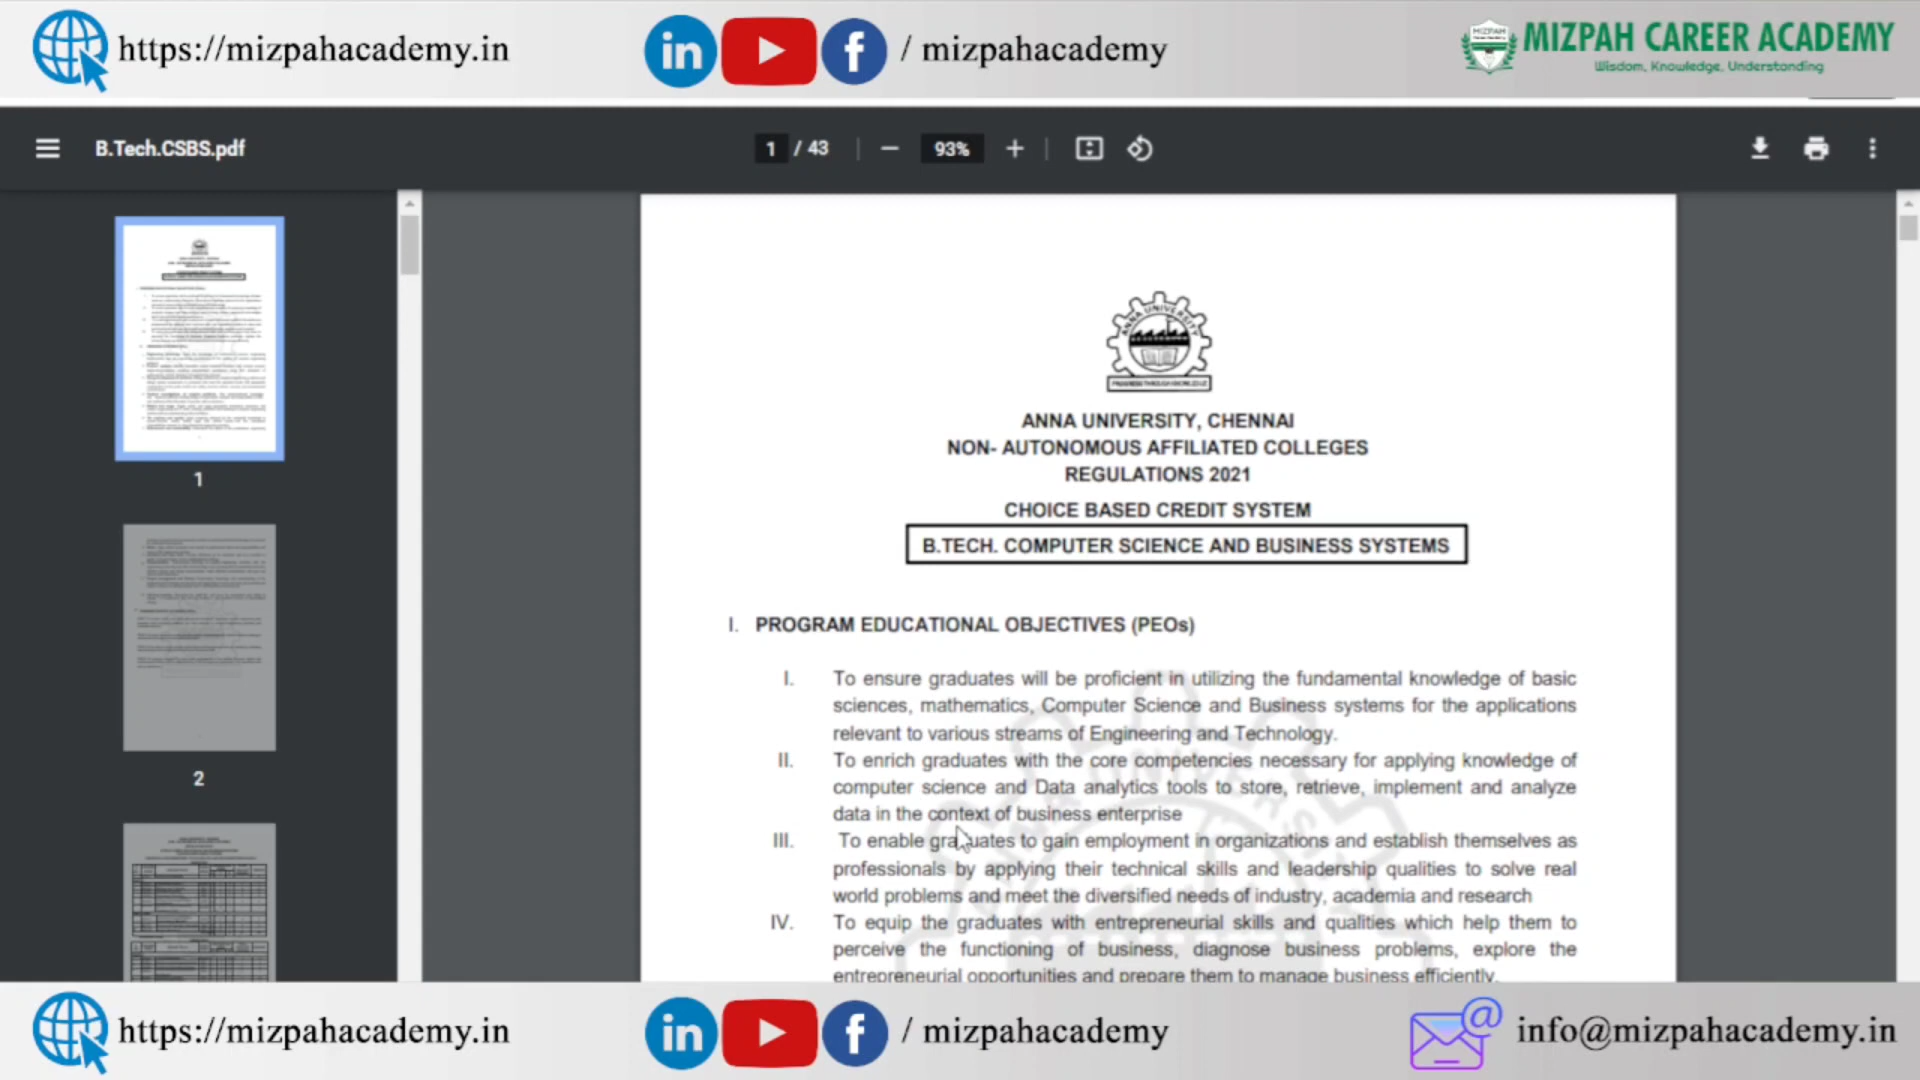 https://mizpahacademy.in
/ mizpahacademy
MIZPAH CAREER ACADEMY
Wisdom, Knowledge, Understanding
B.Tech.CSBS.pdf
1 / 43
93%
ANNA UNIVERSITY
PROGRESS THROUGH KNOWLEDGE
ANNA UNIVERSITY, CHENNAI
NON- AUTONOMOUS AFFILIATED COLLEGES
REGULATIONS 2021
CHOICE BASED CREDIT SYSTEM
B.TECH. COMPUTER SCIENCE AND BUSINESS SYSTEMS
I. PROGRAM EDUCATIONAL OBJECTIVES (PEOs)
I. To ensure graduates will be proficient in utilizing the fundamental knowledge of basic
sciences, mathematics, Computer Science and Business systems for the applications
relevant to various streams of Engineering and Technology.
II. To enrich graduates with the core competencies necessary for applying knowledge of
computer science and Data analytics tools to store, retrieve, implement and analyze
data in the context of business enterprise
III. To enable graduates to gain employment in organizations and establish themselves as
professionals by applying their technical skills and leadership qualities to solve real
world problems and meet the diversified needs of industry, academia and research
IV. To equip the graduates with entrepreneurial skills and qualities which help them to
perceive the functioning of business, diagnose business problems, explore the
entrepreneurial opportunities and prepare them to manage business efficiently.
1
2
https://mizpahacademy.in
/ mizpahacademy
info@mizpahacademy.in